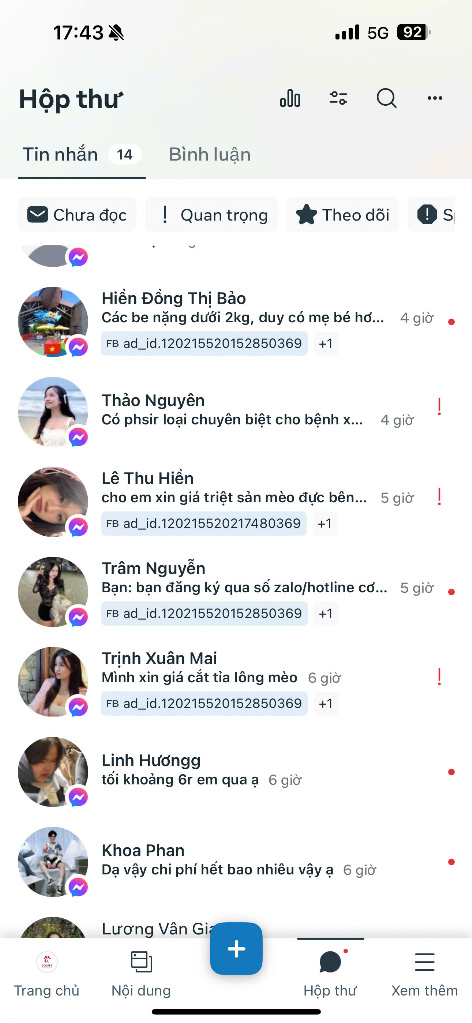 17:43
5G
92
Hộp thư
Tin nhắn 14
Bình luận
Chưa đọc
! Quan trọng
Theo dõi
Hiền Đồng Thị Bảo
Các be nặng dưới 2kg, duy có mẹ bé hơ... 4 giờ
FB ad_id.120215520152850369 +1
Thảo Nguyên
Có phsir loại chuyên biệt cho bệnh x... 4 giờ
Lê Thu Hiền
cho em xin giá triệt sản mèo đực bên... 5 giờ
FB ad_id.120215520217480369 +1
Trâm Nguyễn
Bạn: bạn đăng ký qua số zalo/hotline cơ... 5 giờ
FB ad_id.120215520152850369 +1
Trịnh Xuân Mai
Mình xin giá cắt tỉa lông mèo 6 giờ
FB ad_id.120215520152850369 +1
Linh Hươngg
tối khoảng 6r em qua ạ 6 giờ
Khoa Phan
Dạ vậy chi phí hết bao nhiêu vậy ạ 6 giờ
Lương Vân
Trang chủ
Nội dung
Hộp thư
Xem thêm